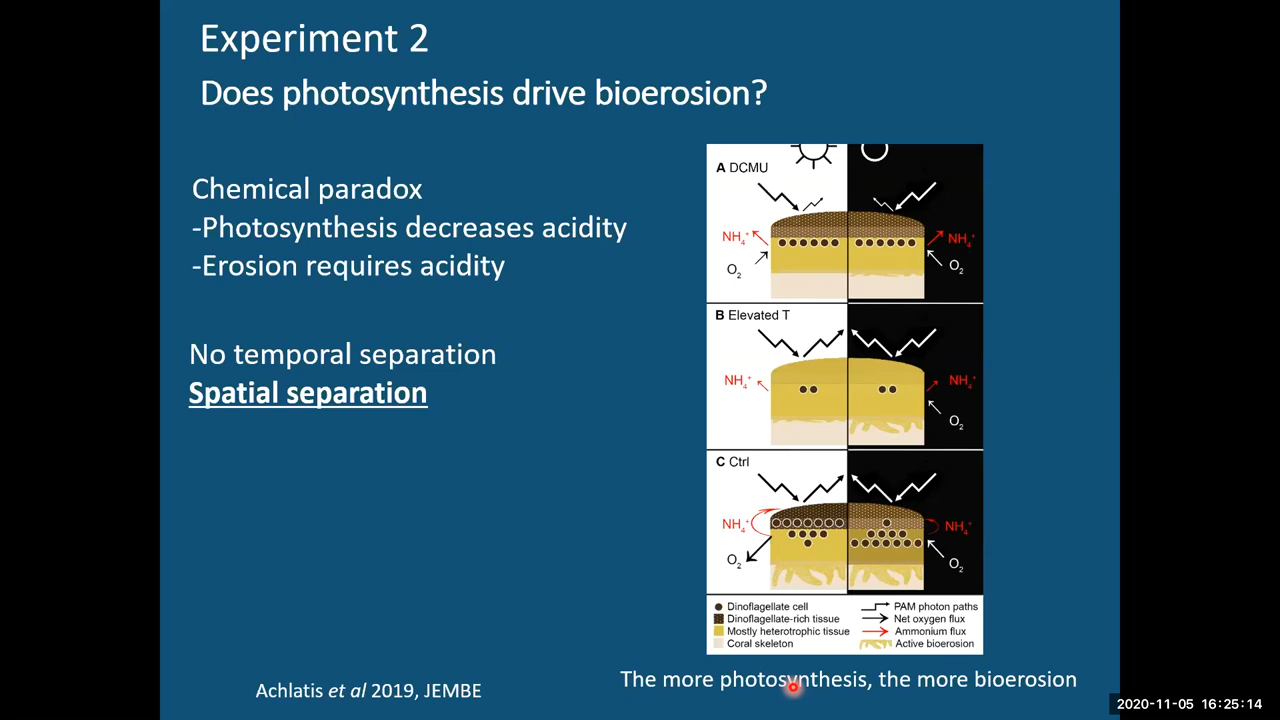 Experiment 2
Does photosynthesis drive bioerosion?
Chemical paradox
-Photosynthesis decreases acidity
-Erosion requires acidity
No temporal separation
Spatial separation
A DCMU
NH4+
NH4+
O2
O2
B Elevated T
NH4+
NH4+
O2
C Ctrl
NH4+
NH4+
O2
O2
Dinoflagellate cell
Dinoflagellate-rich tissue
Mostly heterotrophic tissue
Coral skeleton
PAM photon paths
Net oxygen flux
Ammonium flux
Active bioerosion
The more photosynthesis, the more bioerosion
Achlatis et al 2019, JEMBE
2020-11-05 16:25:14